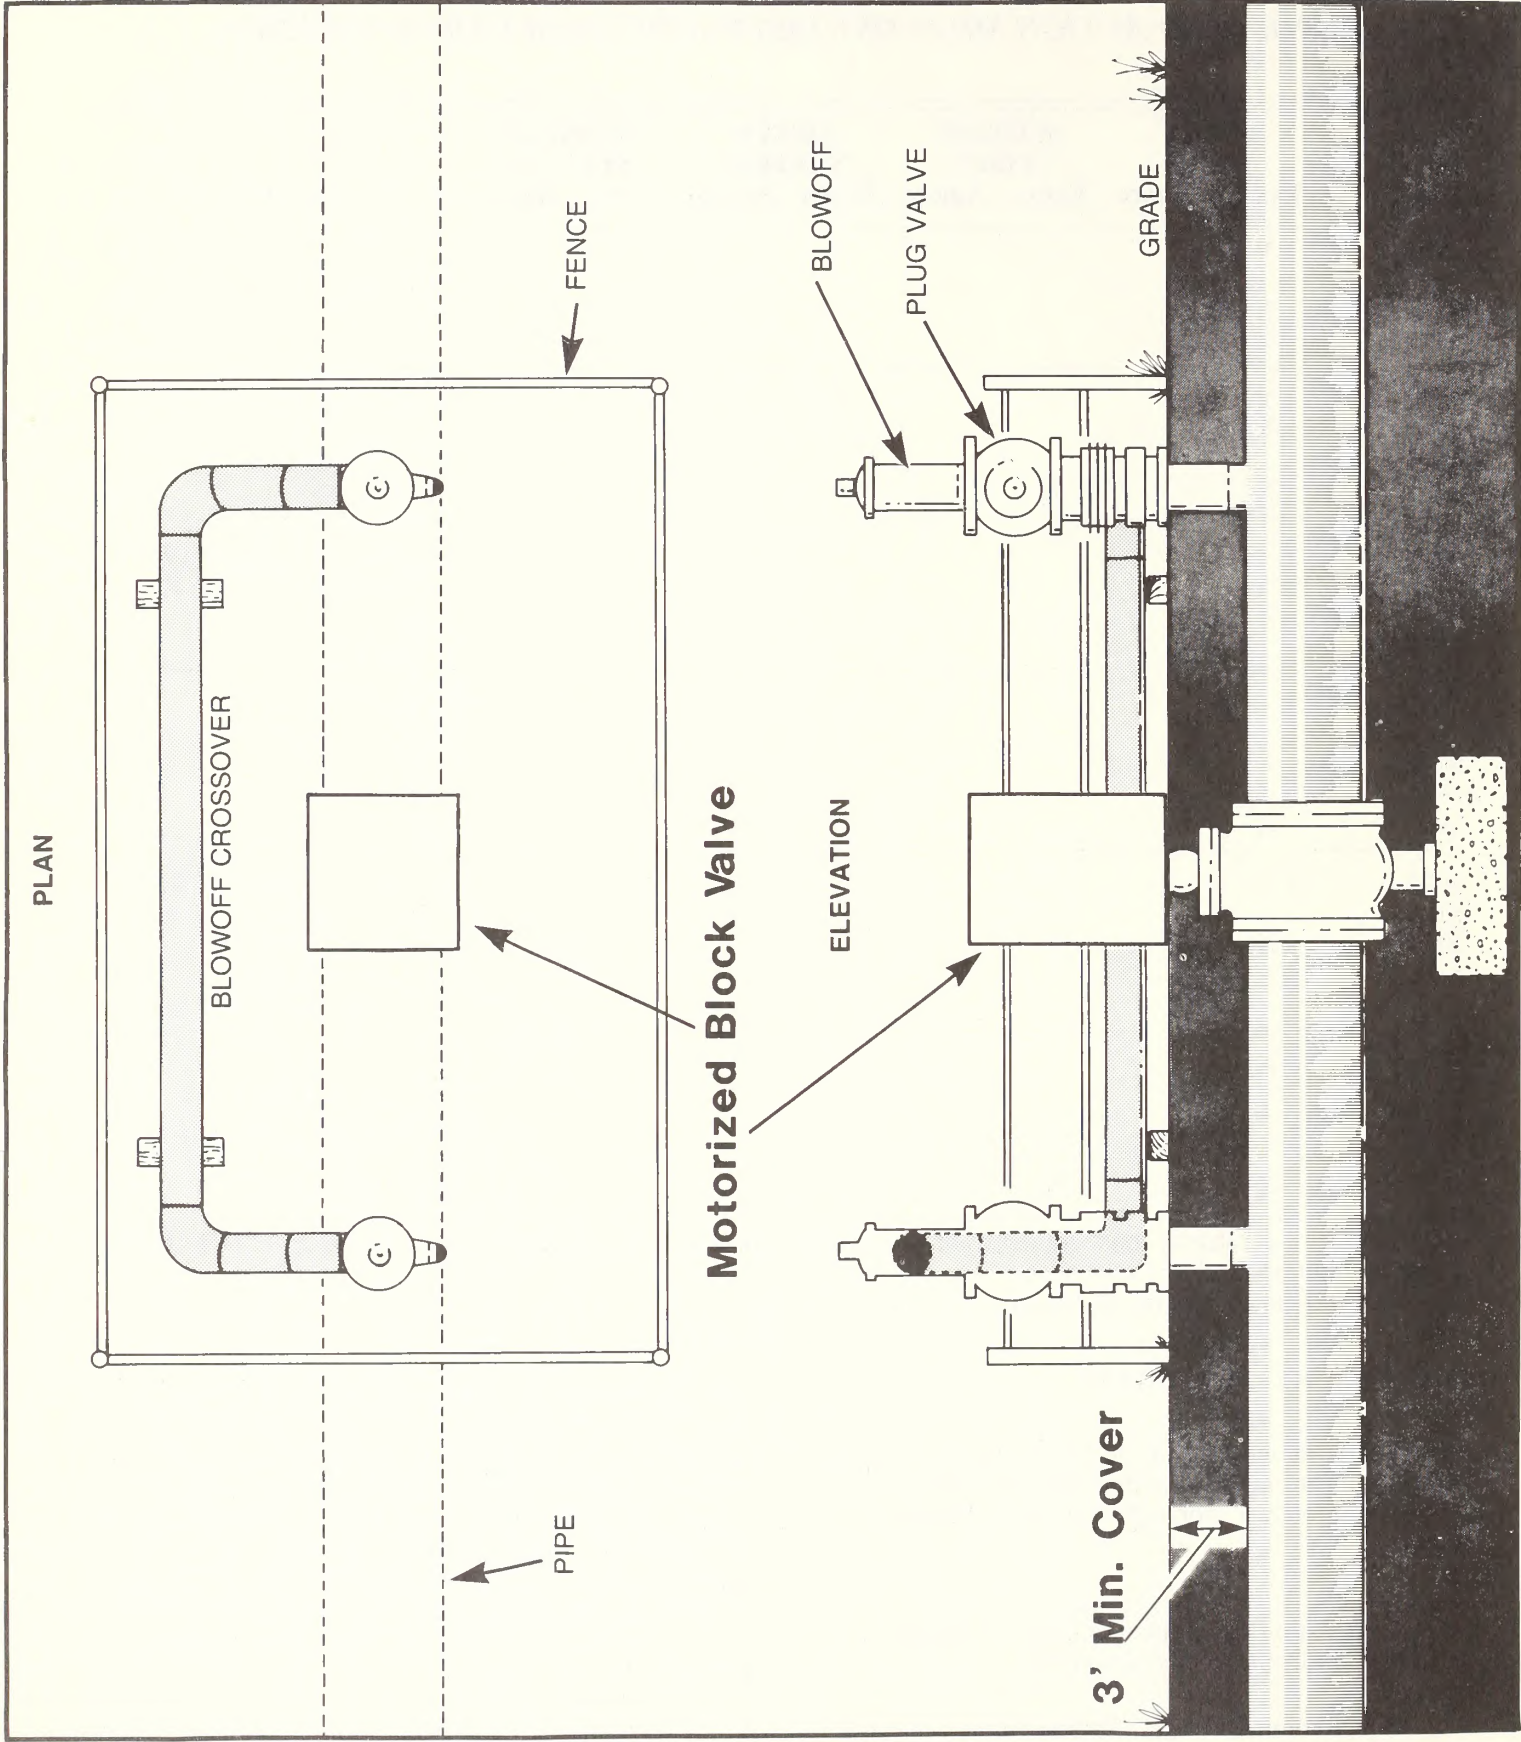 PLAN
BLOWOFF CROSSOVER
FENCE
PIPE
Motorized Block Valve
ELEVATION
BLOWOFF
PLUG VALVE
GRADE
3' Min. Cover